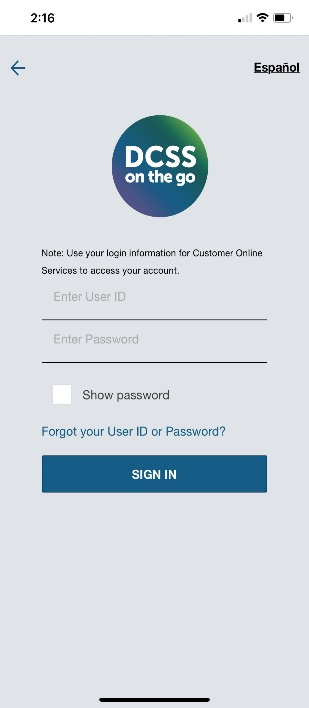 2:16
Español
DCSS
on the go
Note: Use your login information for Customer Online
Services to access your account.
Enter User ID
Enter Password
Show password
Forgot your User ID or Password?
SIGN IN